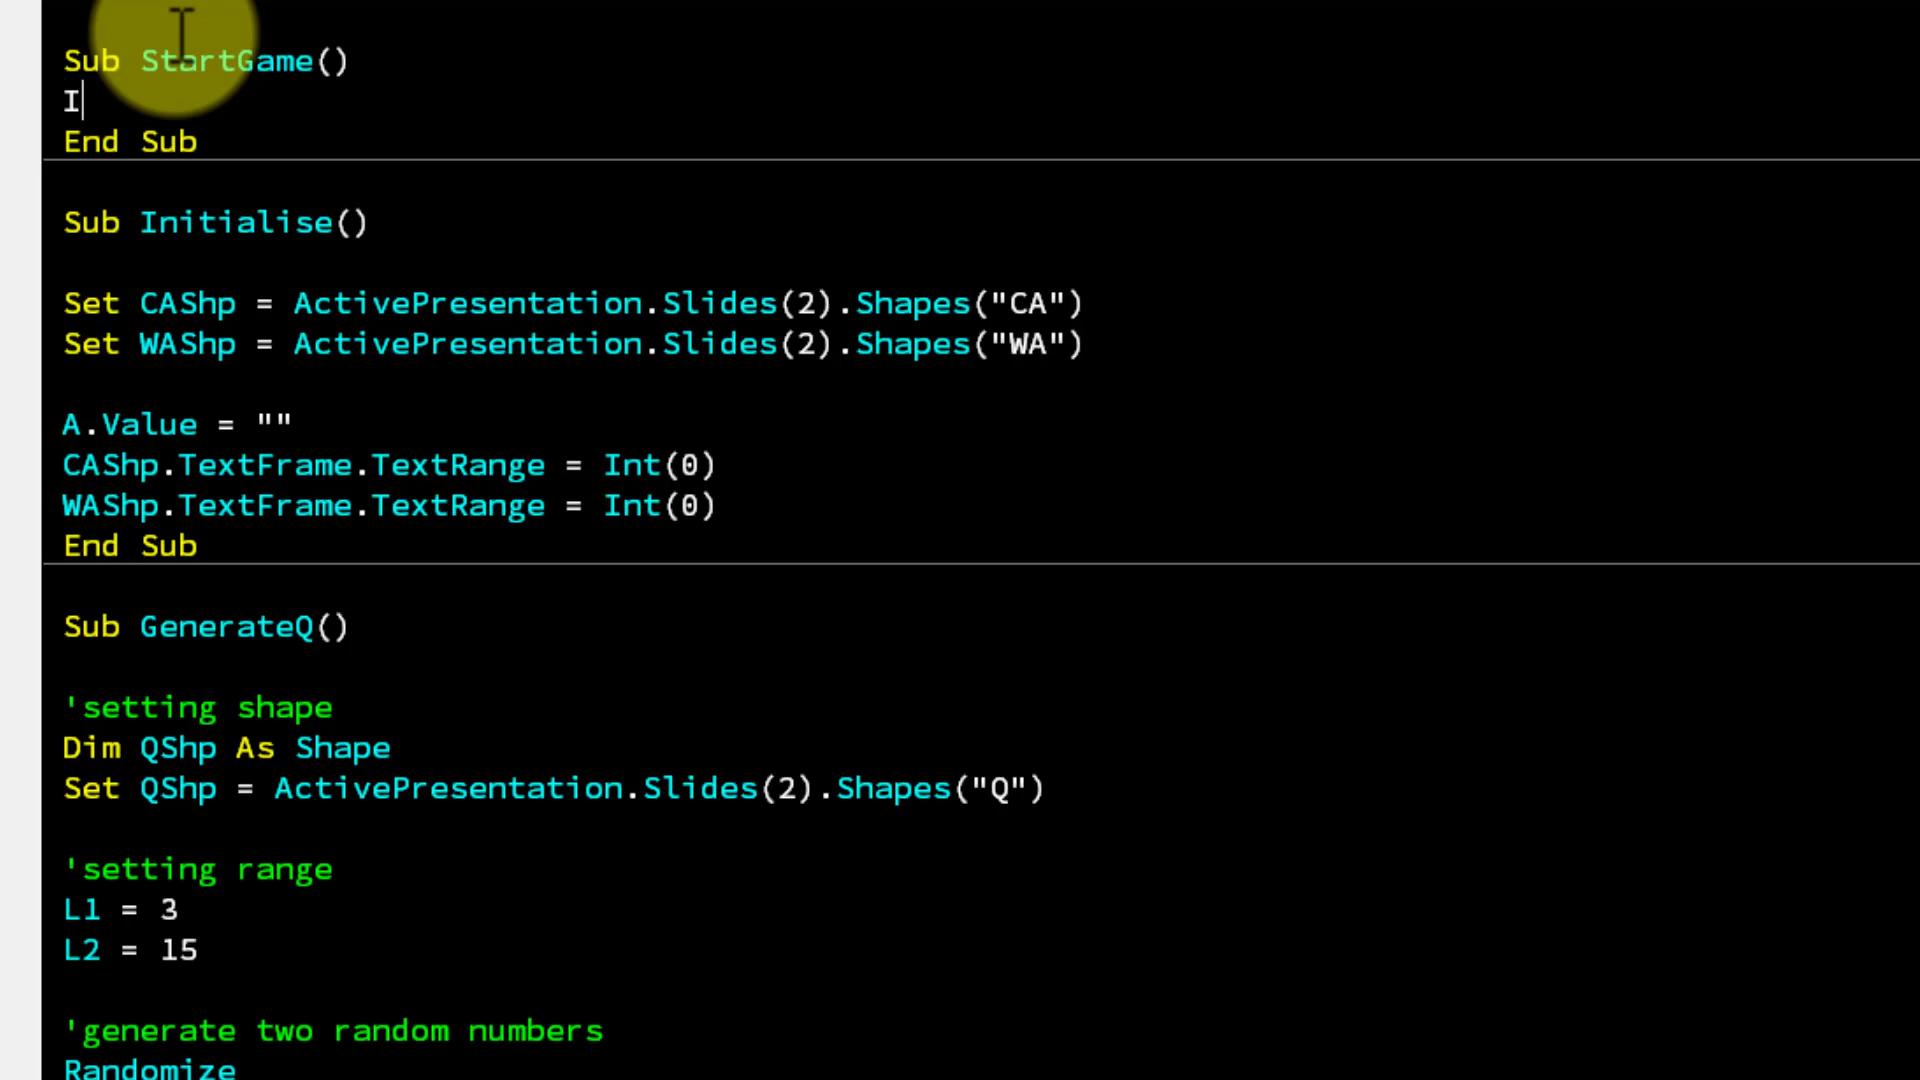 Sub StartGame()
I
End Sub
Sub Initialise()
Set CAShp = ActivePresentation.Slides(2).Shapes("CA")
Set WAShp = ActivePresentation.Slides(2).Shapes("WA")
A.Value = ""
CAShp.TextFrame.TextRange = Int(0)
WAShp.TextFrame.TextRange = Int(0)
End Sub
Sub GenerateQ()
'setting shape
Dim QShp As Shape
Set QShp = ActivePresentation.Slides(2).Shapes("Q")
'setting range
L1 = 3
L2 = 15
'generate two random numbers
Randomize